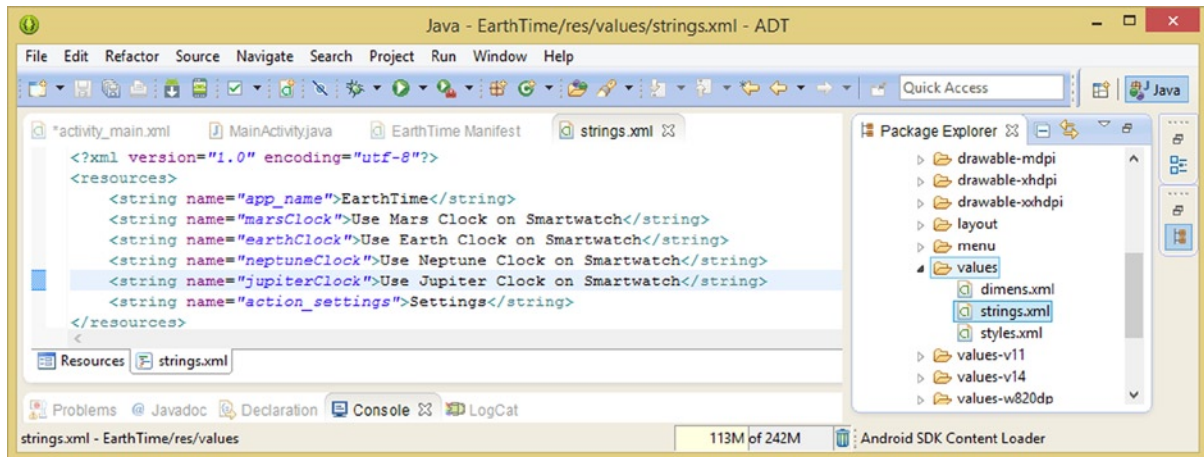 Java - EarthTime/res/values/strings.xml - ADT
File Edit Refactor Source Navigate Search Project Run Window Help
Quick Access
Java
*activity_main.xml
MainActivity.java
EarthTime Manifest
strings.xml
<?xml version="1.0" encoding="utf-8"?>
<resources>
<string name="app_name">EarthTime</string>
<string name="marsClock">Use Mars Clock on Smartwatch</string>
<string name="earthClock">Use Earth Clock on Smartwatch</string>
<string name="neptuneClock">Use Neptune Clock on Smartwatch</string>
<string name="jupiterClock">Use Jupiter Clock on Smartwatch</string>
<string name="action_settings">Settings</string>
</resources>
Resources
strings.xml
Package Explorer
drawable-mdpi
drawable-xhdpi
drawable-xxhdpi
layout
menu
values
dimens.xml
strings.xml
styles.xml
values-v11
values-v14
values-w820dp
Problems @ Javadoc Declaration Console LogCat
strings.xml - EarthTime/res/values
113M of 242M
Android SDK Content Loader